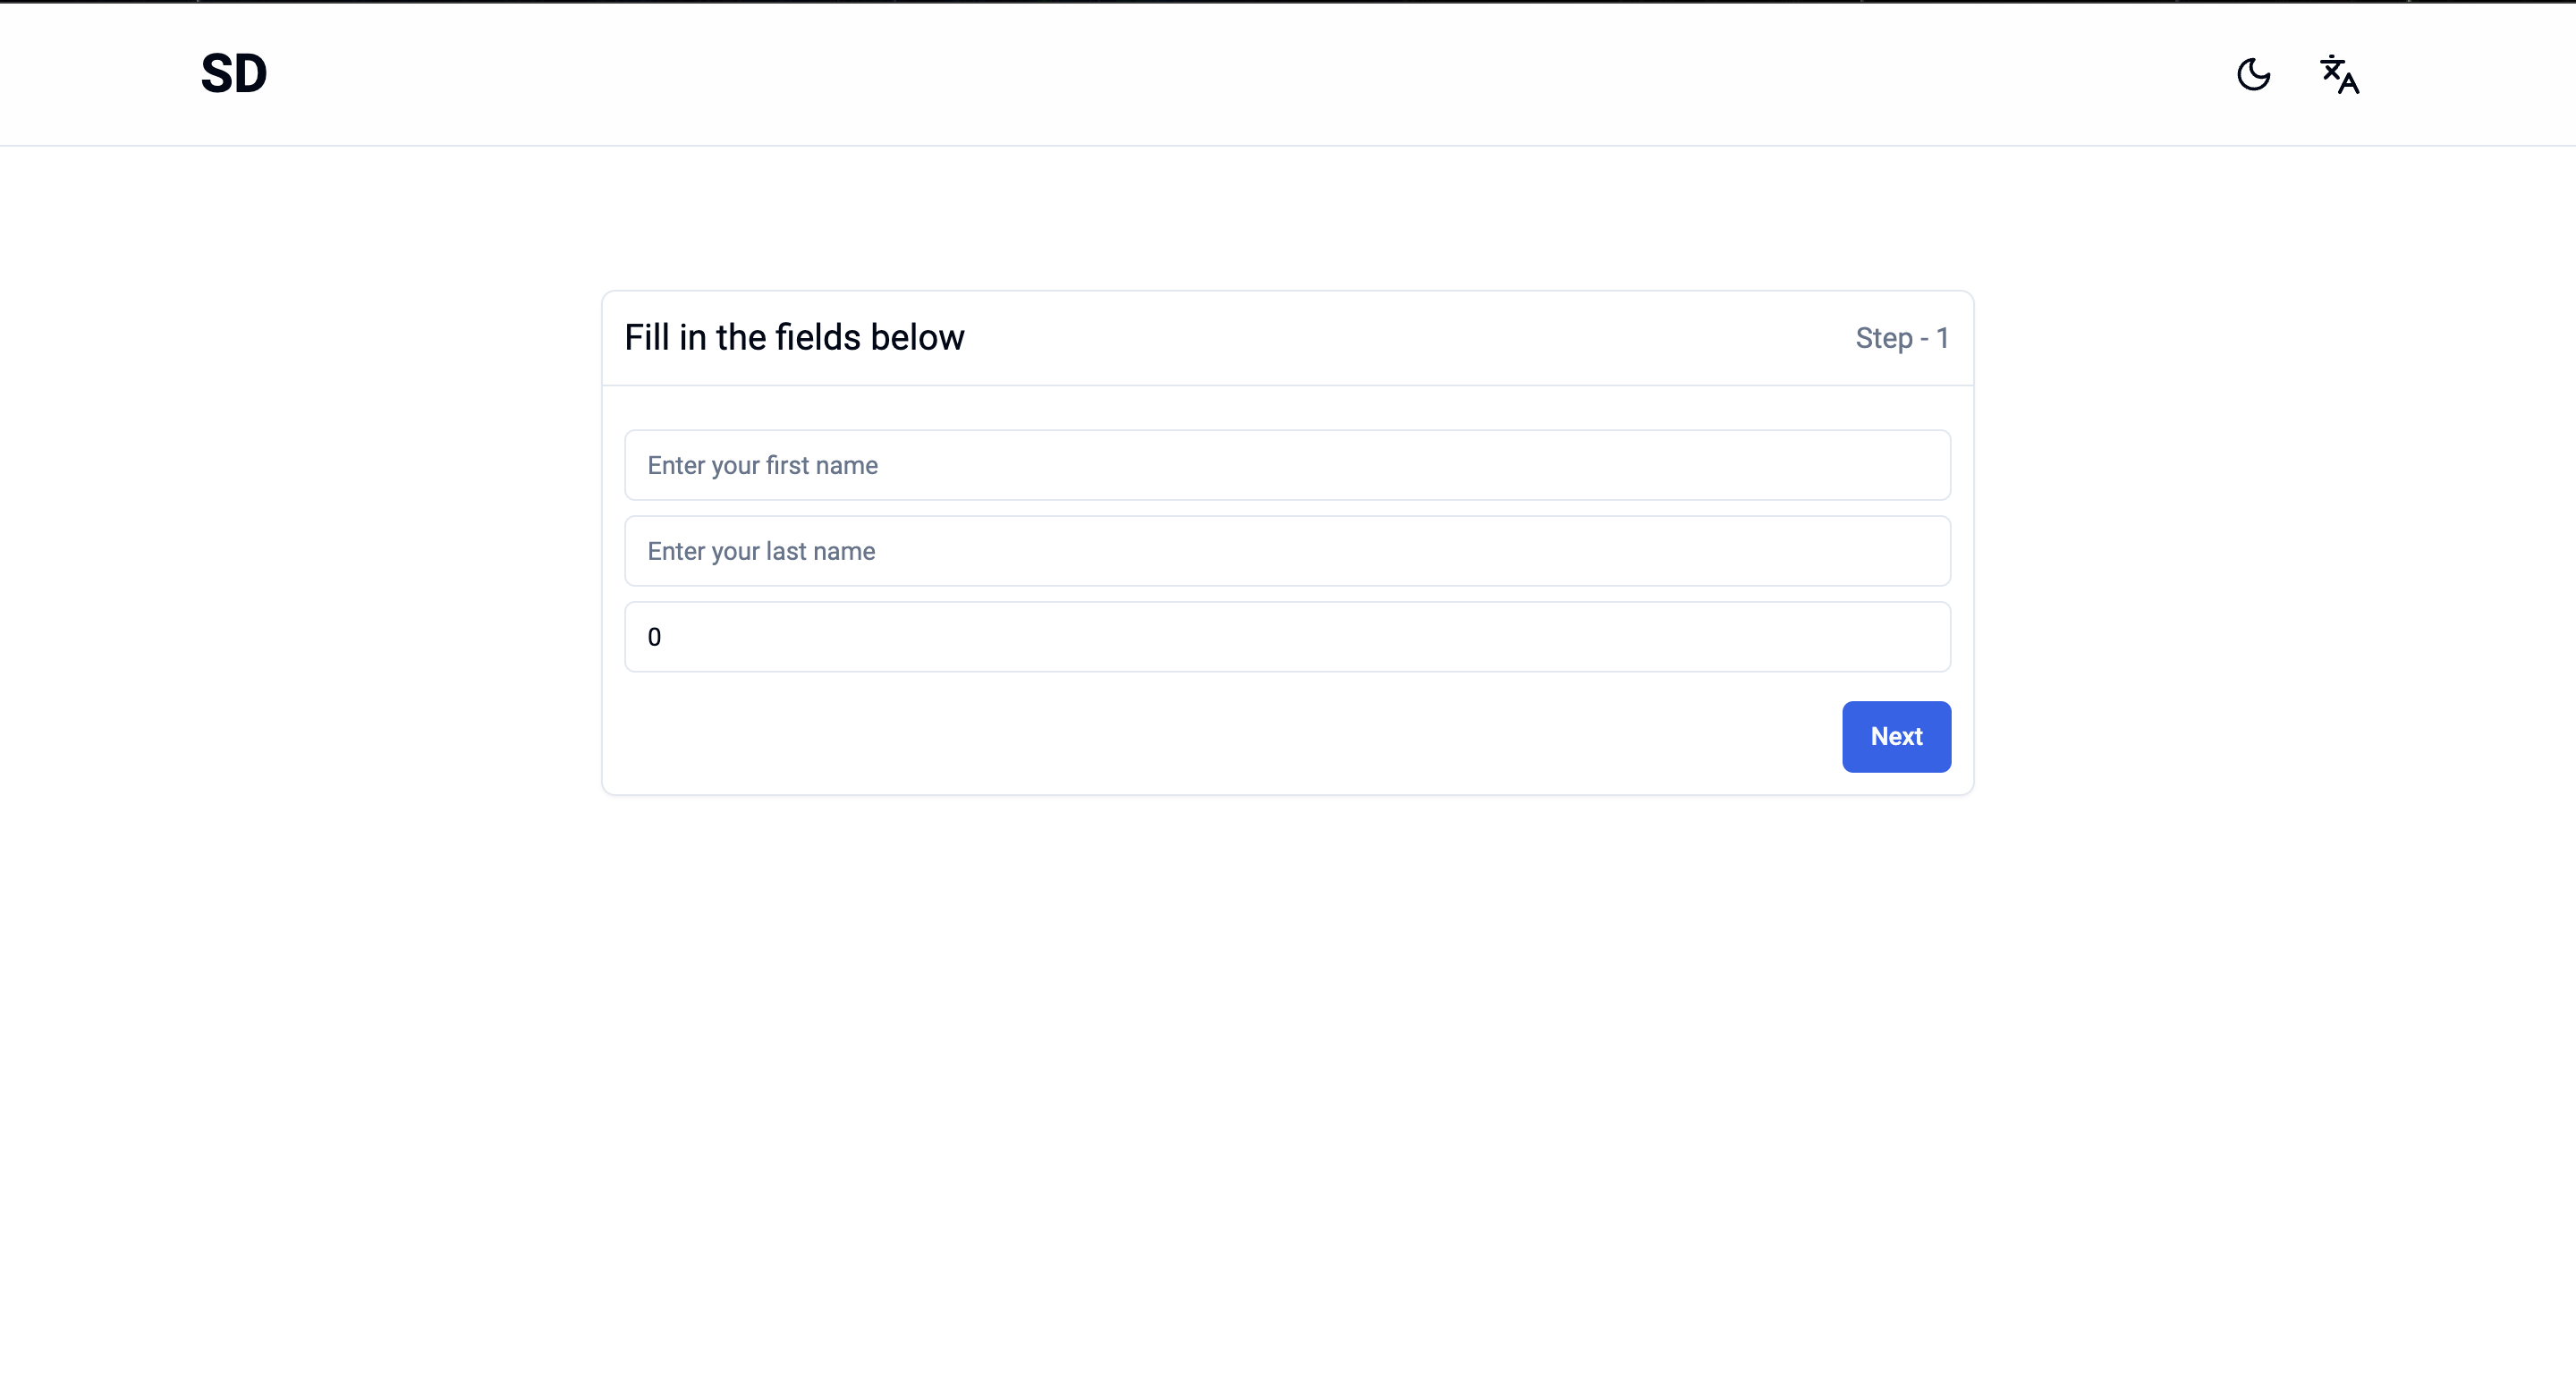 SD
Fill in the fields below
Step - 1
Enter your first name
Enter your last name
0
Next